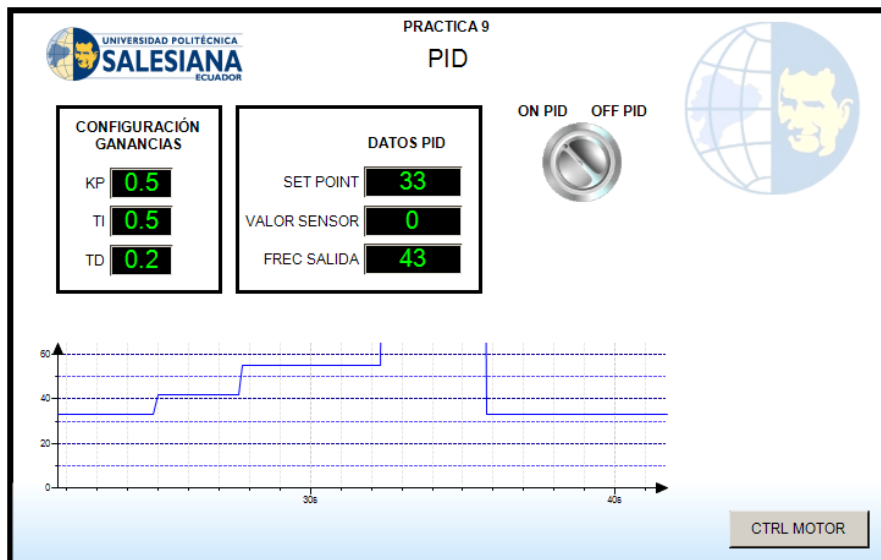 UNIVERSIDAD POLITÉCNICA
SALESIANA
ECUADOR
PRACTICA 9
PID
CONFIGURACIÓN
GANANCIAS
KP 0.5
TI 0.5
TD 0.2
DATOS PID
SET POINT 33
VALOR SENSOR 0
FREC SALIDA 43
ON PID OFF PID
60
40
20
0
30s 40s
CTRL MOTOR